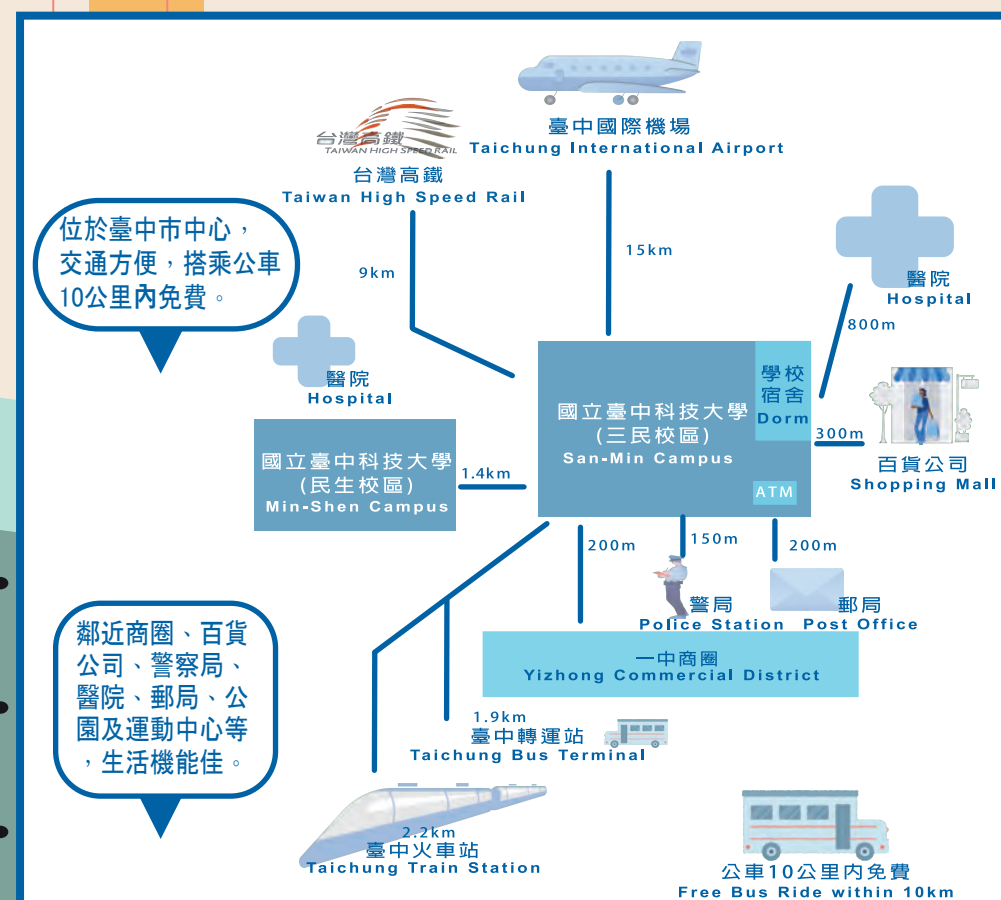 臺中國際機場
Taichung International Airport
台灣高鐵
TAIWAN HIGH SPEED RAIL
台灣高鐵
Taiwan High Speed Rail
位於臺中市中心，
交通方便，搭乘公車
10公里內免費。
9km
15km
醫院
Hospital
800m
醫院
Hospital
國立臺中科技大學
(三民校區)
San-Min Campus
學校
宿舍
Dorm
300m
百貨公司
Shopping Mall
國立臺中科技大學
(民生校區)
Min-Shen Campus
1.4km
ATM
200m
150m
200m
警局
Police Station
郵局
Post Office
一中商圈
Yizhong Commercial District
鄰近商圈、百貨
公司、警察局、
醫院、郵局、公
園及運動中心等
，生活機能佳。
1.9km
臺中轉運站
Taichung Bus Terminal
2.2km
臺中火車站
Taichung Train Station
公車10公里內免費
Free Bus Ride within 10km